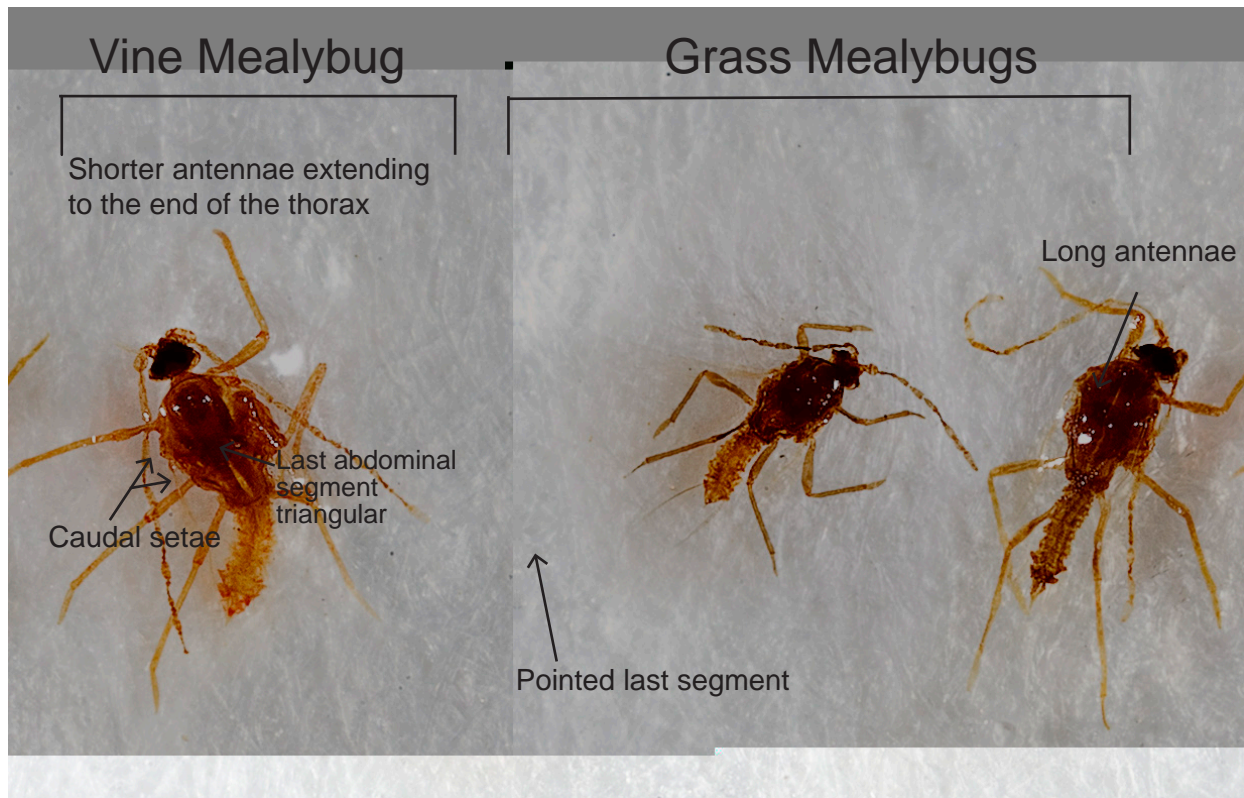 Vine Mealybug
Grass Mealybugs
Shorter antennae extending
to the end of the thorax
Long antennae
Last abdominal
segment
triangular
Caudal setae
Pointed last segment